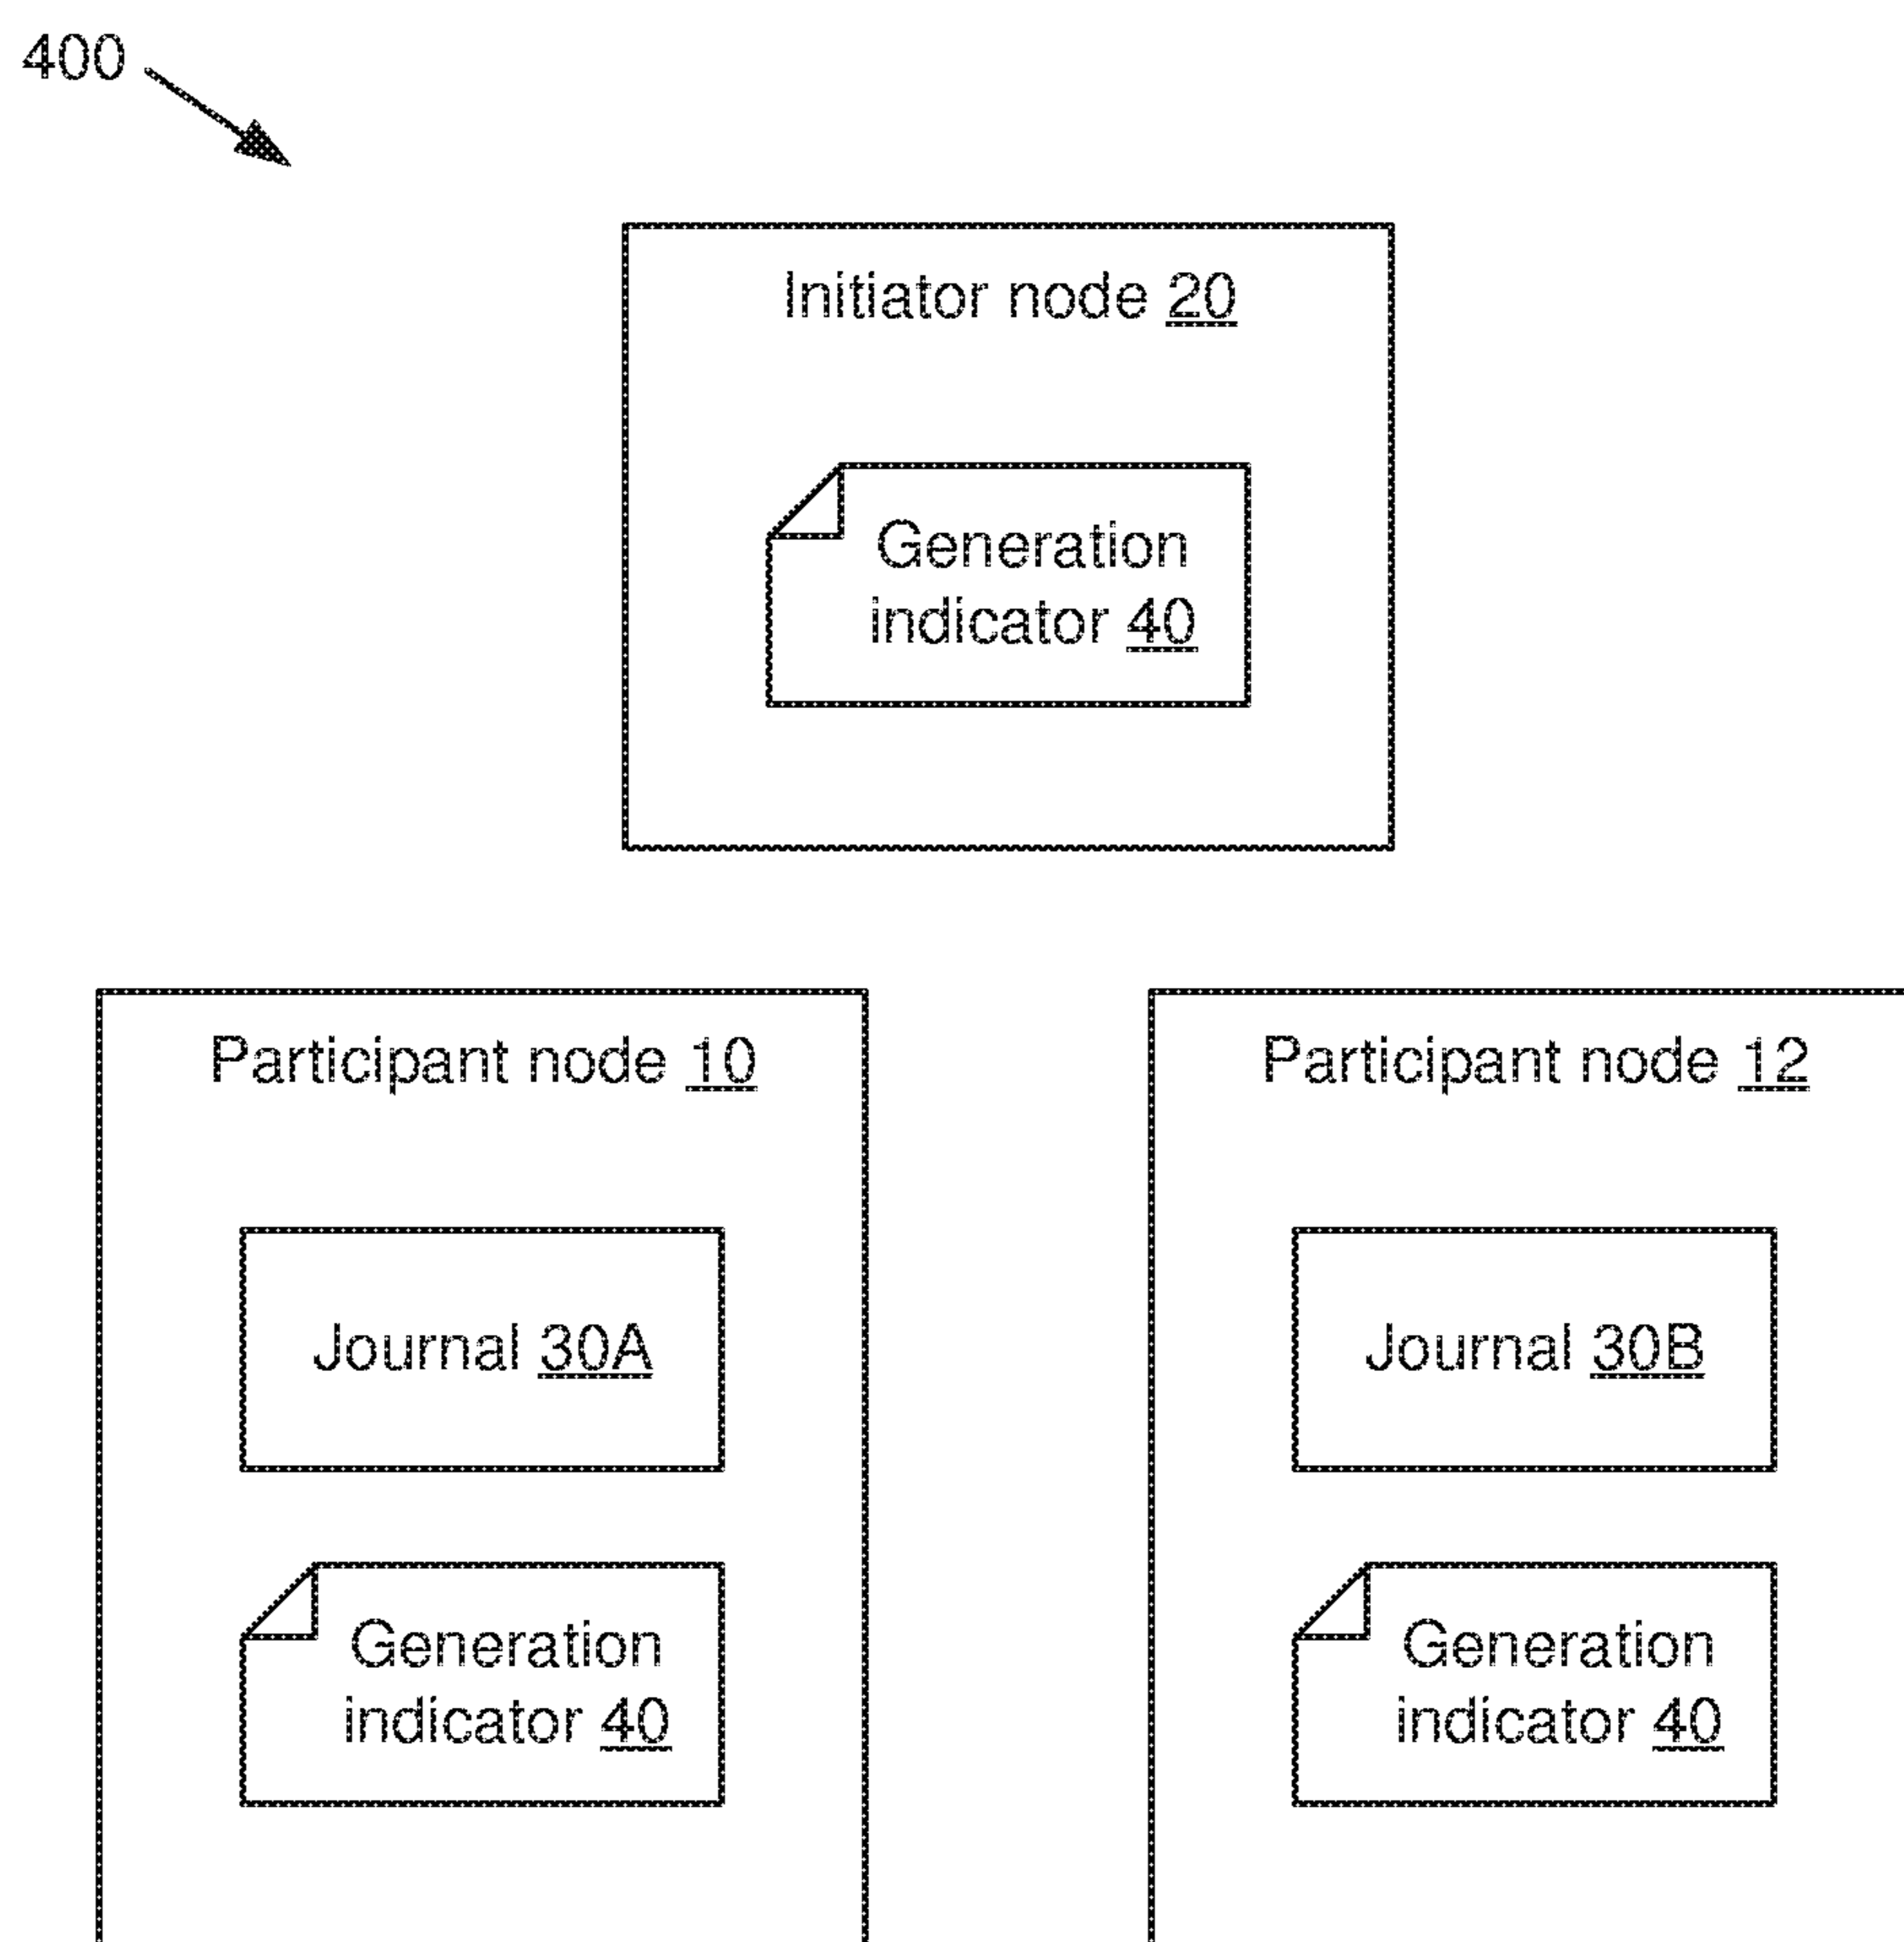 400
Initiator node 20
Generation
indicator 40
Participant node 10
Journal 30A
Generation
indicator 40
Participant node 12
Journal 30B
Generation
indicator 40